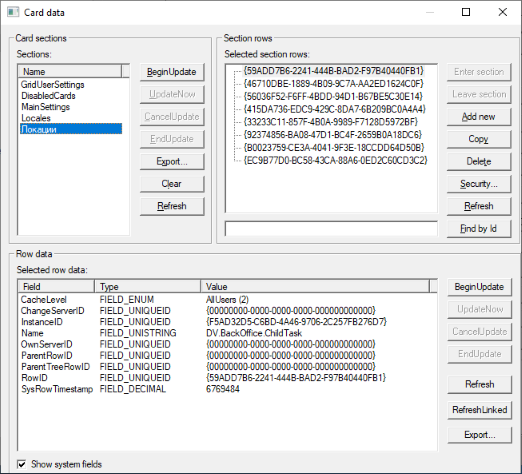 Card data
Card sections
Sections:
Name
GridUserSettings
DisabledCards
MainSettings
Locales
Локации
BeginUpdate
UpdateNow
CancelUpdate
EndUpdate
Export...
Clear
Refresh
Section rows
Selected section rows:
{59ADD7B6-2241-444B-BAD2-F97B40440FB1}
{46710DBE-1889-4B09-9C7A-AA2ED1624C0F}
{56036F52-F6FF-4BDD-94D1-B67BE5C30E14}
{415DA736-EDC9-429C-8DA7-6B209BC0A4A4}
{33233C11-857F-4B0A-9989-F7128D5972BF}
{92374856-BA08-47D1-BC4F-2659B0A18DC6}
{B0023759-CE3A-4041-9F3E-18CCDD64D50B}
{EC9B77D0-BC58-43CA-88A6-0ED2C60CD3C2}
Enter section
Leave section
Add new
Copy
Delete
Security...
Refresh
Find by Id
Row data
Selected row data:
Field Type Value
CacheLevel FIELD_ENUM AllUsers (2)
ChangeServerID FIELD_UNIQUEID {00000000-0000-0000-0000-000000000000}
InstanceID FIELD_UNIQUEID {F5AD32D5-C6BD-4A46-9706-2C257FB276D7}
Name FIELD_UNISTRING DV.BackOffice.ChildTask
OwnServerID FIELD_UNIQUEID {00000000-0000-0000-0000-000000000000}
ParentRowID FIELD_UNIQUEID {00000000-0000-0000-0000-000000000000}
ParentTreeRowID FIELD_UNIQUEID {00000000-0000-0000-0000-000000000000}
RowID FIELD_UNIQUEID {59ADD7B6-2241-444B-BAD2-F97B40440FB1}
SysRowTimestamp FIELD_DECIMAL 6769484
BeginUpdate
UpdateNow
CancelUpdate
EndUpdate
Refresh
RefreshLinked
Export...
Show system fields